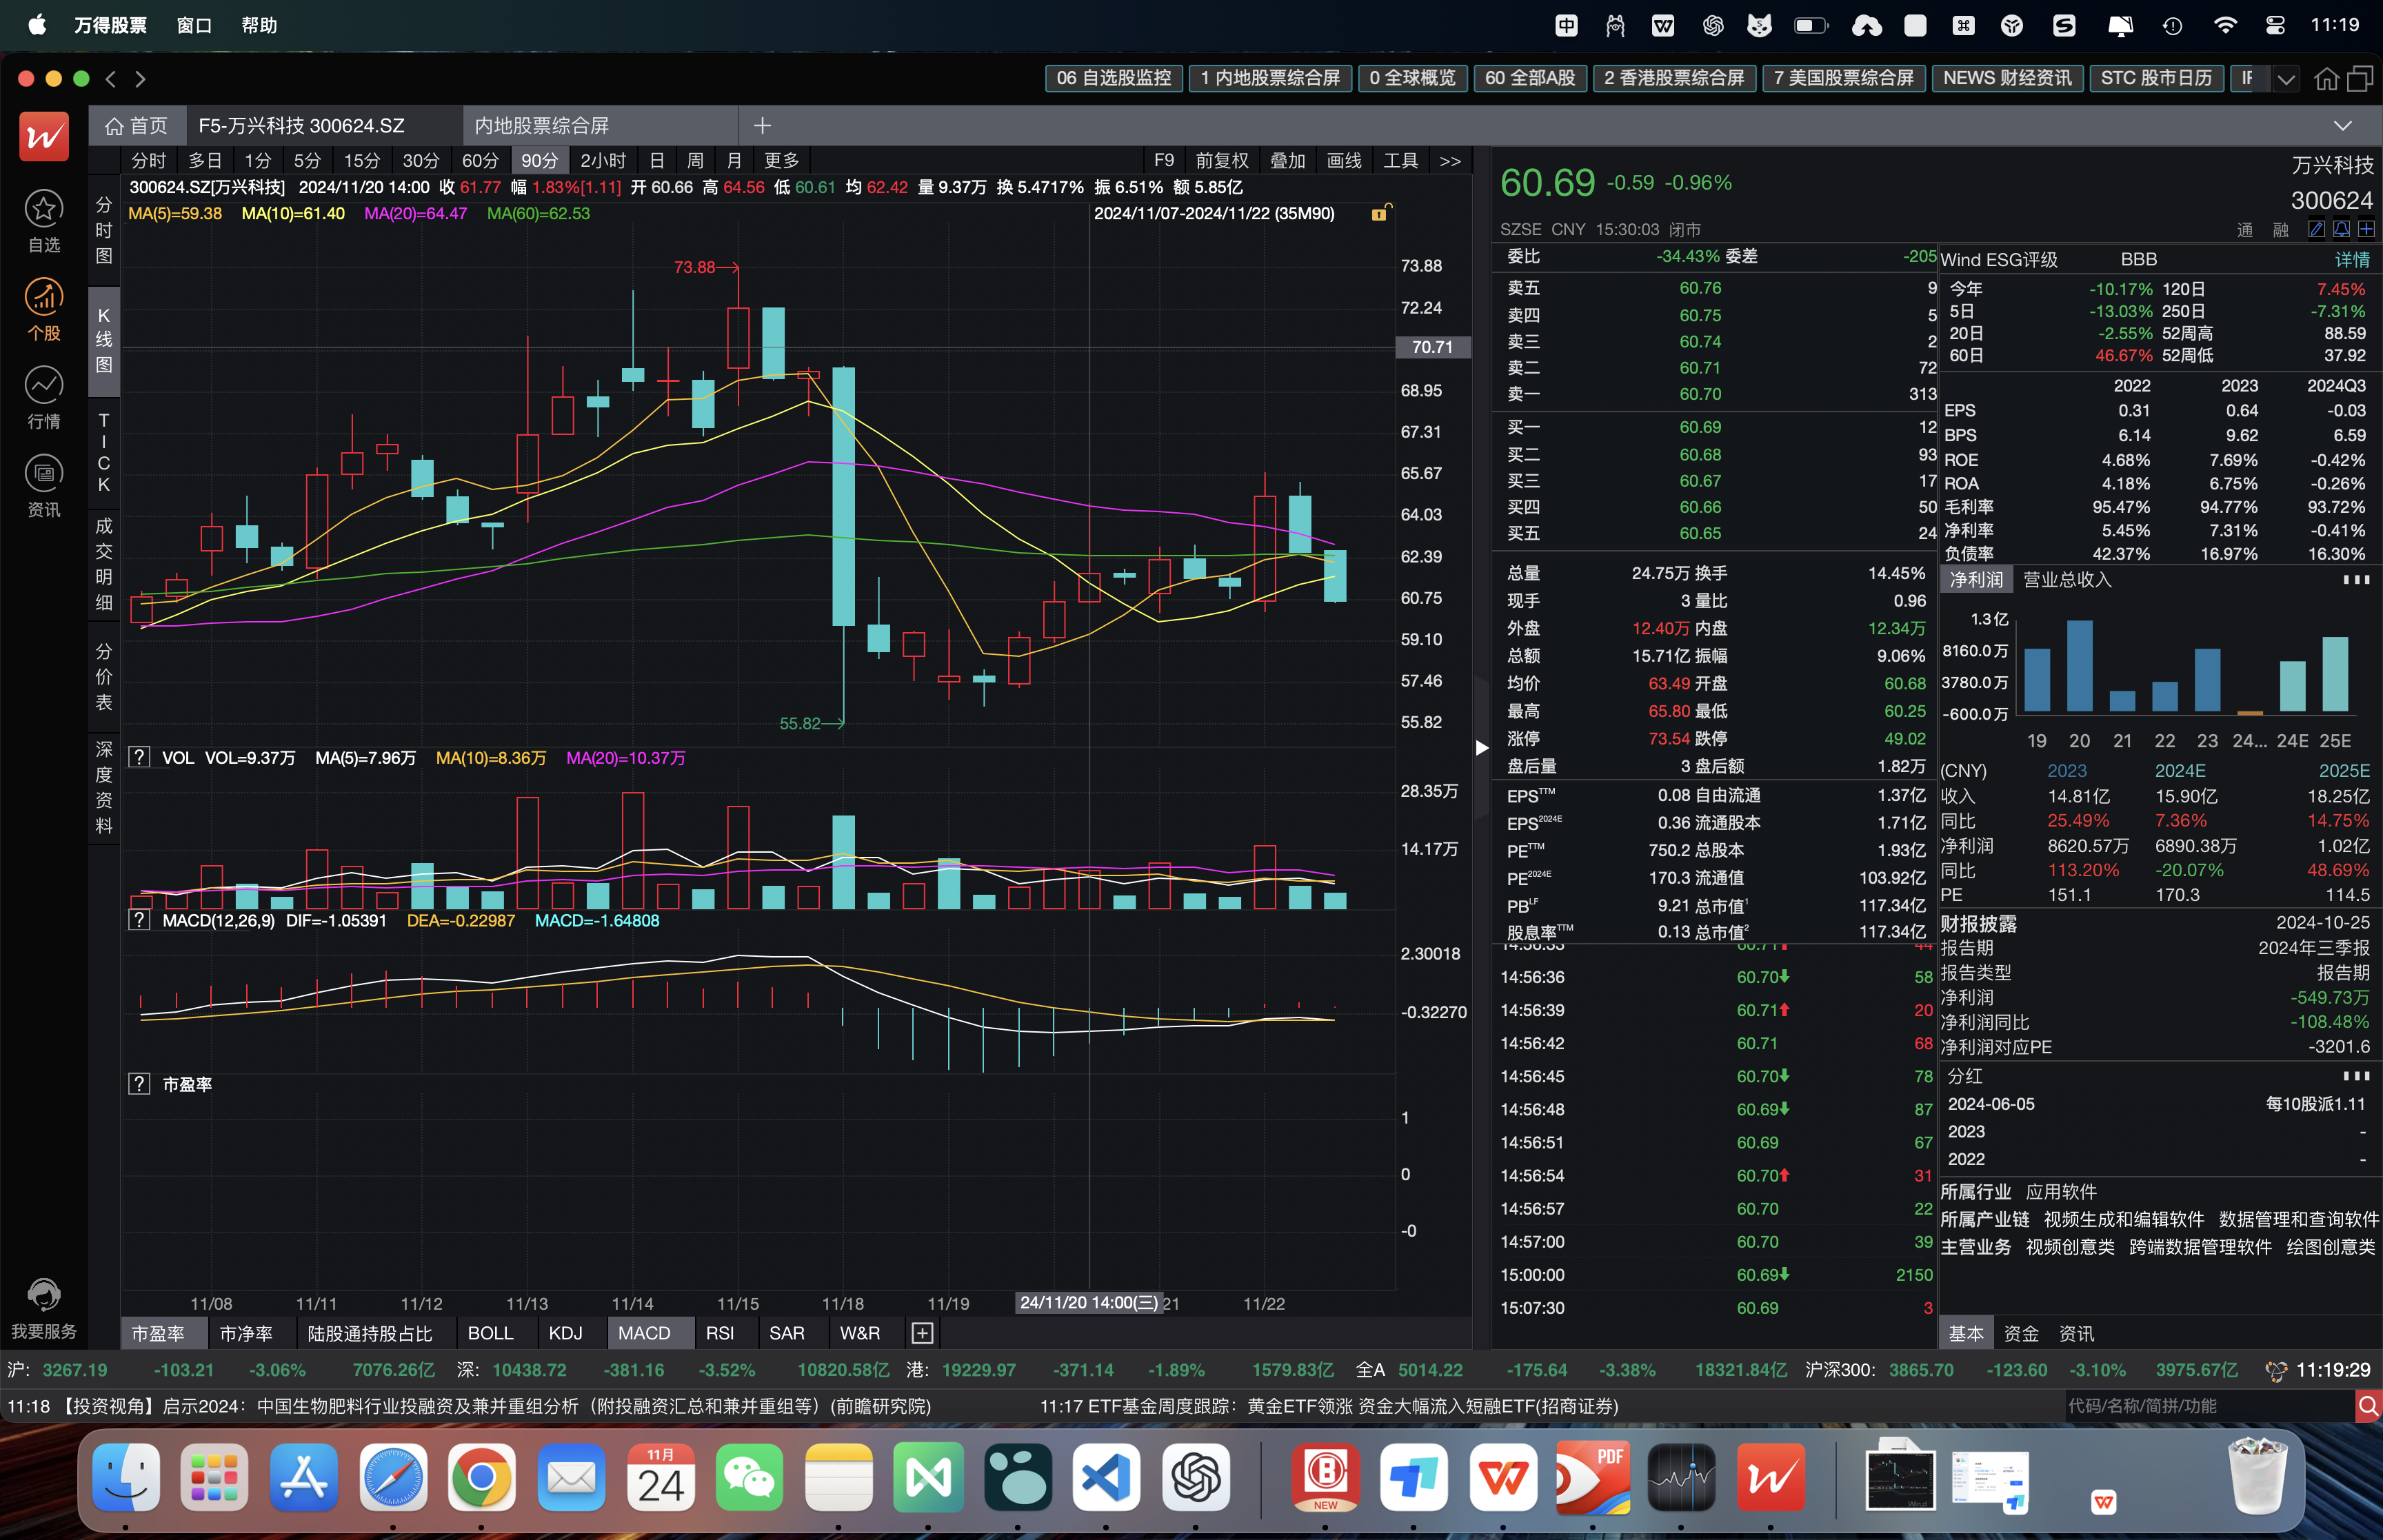 万得股票 窗口 帮助 11:19
06 自选股监控 1 内地股票综合屏 0 全球概览 60 全部A股 2 香港股票综合屏 7 美国股票综合屏 NEWS 财经资讯 STC 股市日历
首页 F5-万兴科技 300624.SZ 内地股票综合屏
自选
个股
行情
资讯
我要服务
分时图
K线图
TICK
成交明细
分价表
深度资料
分时 多日 1分 5分 15分 30分 60分 90分 2小时 日 周 月 更多 F9 前复权 叠加 画线 工具 >>
300624.SZ[万兴科技] 2024/11/20 14:00 收 61.77 幅 1.83%[1.11] 开 60.66 高 64.56 低 60.61 均 62.42 量 9.37万 换 5.4717% 振 6.51% 额 5.85亿
MA(5)=59.38 MA(10)=61.40 MA(20)=64.47 MA(60)=62.53 2024/11/07-2024/11/22 (35M90)
73.88
55.82
73.88
72.24
70.71
68.95
67.31
65.67
64.03
62.39
60.75
59.10
57.46
55.82
? VOL VOL=9.37万 MA(5)=7.96万 MA(10)=8.36万 MA(20)=10.37万
28.35万
14.17万
? MACD(12,26,9) DIF=-1.05391 DEA=-0.22987 MACD=-1.64808
2.30018
-0.32270
? 市盈率
1
0
-0
11/08 11/11 11/12 11/13 11/14 11/15 11/18 11/19 24/11/20 14:00(三) 21 11/22
市盈率 市净率 陆股通持股占比 BOLL KDJ MACD RSI SAR W&R
60.69 -0.59 -0.96%
SZSE CNY 15:30:03 闭市
万兴科技
300624
通 融
委比 -34.43% 委差 -205
卖五 60.76 9
卖四 60.75 5
卖三 60.74 2
卖二 60.71 72
卖一 60.70 313
买一 60.69 12
买二 60.68 93
买三 60.67 17
买四 60.66 50
买五 60.65 24
总量 24.75万 换手 14.45%
现手 3 量比 0.96
外盘 12.40万 内盘 12.34万
总额 15.71亿 振幅 9.06%
均价 63.49 开盘 60.68
最高 65.80 最低 60.25
涨停 73.54 跌停 49.02
盘后量 3 盘后额 1.82万
EPS TTM 0.08 自由流通 1.37亿
EPS 2024E 0.36 流通股本 1.71亿
PE TTM 750.2 总股本 1.93亿
PE 2024E 170.3 流通值 103.92亿
PB LF 9.21 总市值1 117.34亿
股息率TTM 0.13 总市值2 117.34亿
14:56:36 60.70 58
14:56:39 60.71 20
14:56:42 60.71 68
14:56:45 60.70 78
14:56:48 60.69 87
14:56:51 60.69 67
14:56:54 60.70 31
14:56:57 60.70 22
14:57:00 60.70 39
15:00:00 60.69 2150
15:07:30 60.69 3
Wind ESG评级 BBB 详情
今年 -10.17% 120日 7.45%
5日 -13.03% 250日 -7.31%
20日 -2.55% 52周高 88.59
60日 46.67% 52周低 37.92
2022 2023 2024Q3
EPS 0.31 0.64 -0.03
BPS 6.14 9.62 6.59
ROE 4.68% 7.69% -0.42%
ROA 4.18% 6.75% -0.26%
毛利率 95.47% 94.77% 93.72%
净利率 5.45% 7.31% -0.41%
负债率 42.37% 16.97% 16.30%
净利润 营业总收入
1.3亿
8160.0万
3780.0万
-600.0万
19 20 21 22 23 24... 24E 25E
(CNY) 2023 2024E 2025E
收入 14.81亿 15.90亿 18.25亿
同比 25.49% 7.36% 14.75%
净利润 8620.57万 6890.38万 1.02亿
同比 113.20% -20.07% 48.69%
PE 151.1 170.3 114.5
财报披露 2024-10-25
报告期 2024年三季报
报告类型 报告期
净利润 -549.73万
净利润同比 -108.48%
净利润对应PE -3201.6
分红
2024-06-05 每10股派1.11
2023 -
2022 -
所属行业 应用软件
所属产业链 视频生成和编辑软件 数据管理和查询软件
主营业务 视频创意类 跨端数据管理软件 绘图创意类
基本 资金 资讯
沪: 3267.19 -103.21 -3.06% 7076.26亿 深: 10438.72 -381.16 -3.52% 10820.58亿 港: 19229.97 -371.14 -1.89% 1579.83亿 全A 5014.22 -175.64 -3.38% 18321.84亿 沪深300: 3865.70 -123.60 -3.10% 3975.67亿 11:19:29
11:18 【投资视角】启示2024：中国生物肥料行业投融资及兼并重组分析（附投融资汇总和兼并重组等）(前瞻研究院) 11:17 ETF基金周度跟踪：黄金ETF领涨 资金大幅流入短融ETF(招商证券) 代码/名称/简拼/功能
11月
24
NEW
PDF